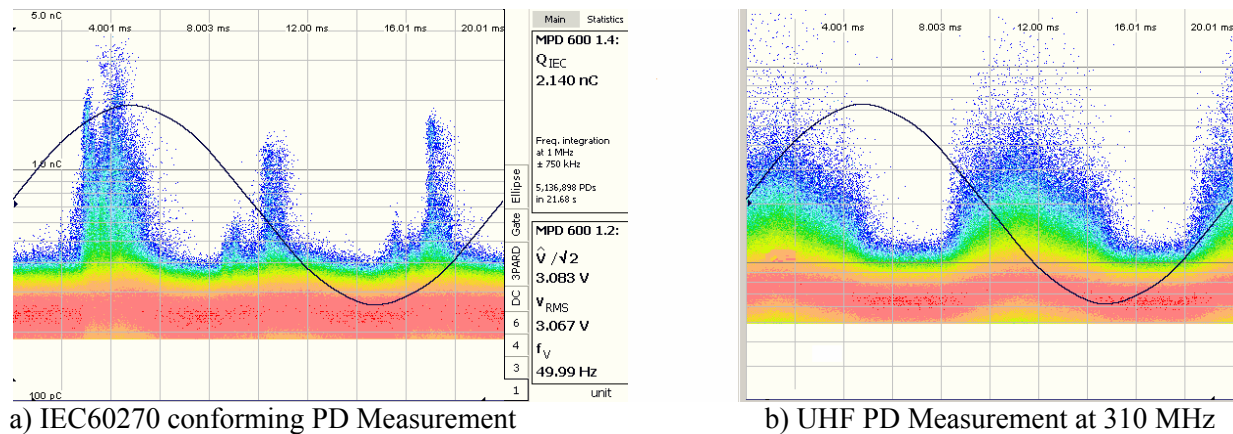 5.0 nC
4.001 ms 8.003 ms 12.00 ms 16.01 ms 20.01 ms
1.0 nC
100 pC
Ellipse
Gate
3PARD
DC
6
4
3
1
Main Statistics
MPD 600 1.4:
QIEC
2.140 nC
Freq. integration
at 1 MHz
± 750 kHz
5,136,898 PDs
in 21.68 s
MPD 600 1.2:
V̂ /√2
3.083 V
VRMS
3.067 V
fV
49.99 Hz
unit
4.001 ms 8.003 ms 12.00 ms 16.01 ms 20.01 ms
a) IEC60270 conforming PD Measurement
b) UHF PD Measurement at 310 MHz